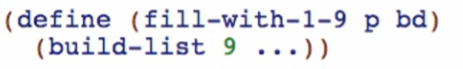 (define (fill-with-1-9 p bd)
(build-list 9 ...))